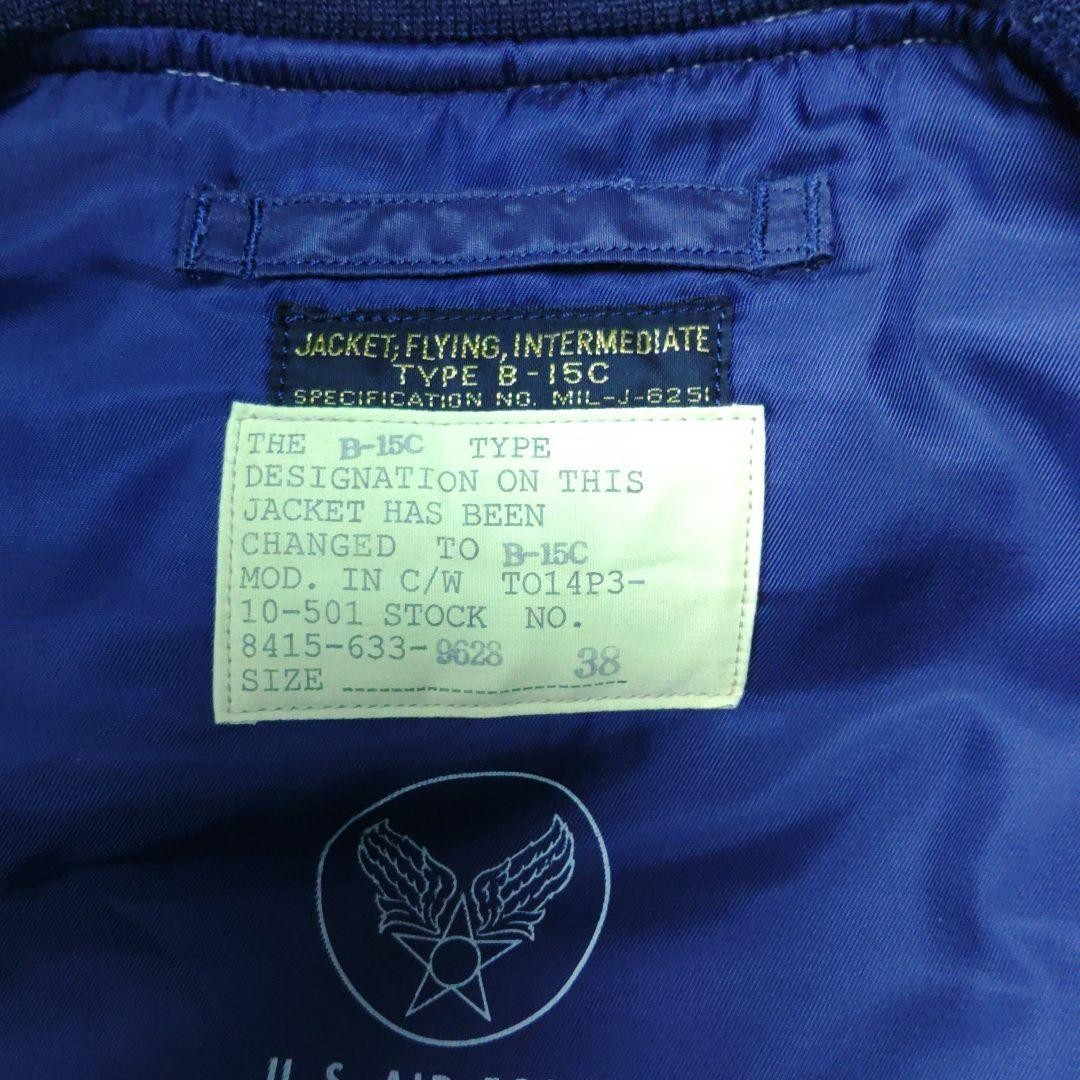 JACKET, FLYING, INTERMEDIATE
TYPE B-15C
SPECIFICATION NO. MIL-J-6251
THE B-15C TYPE
DESIGNATION ON THIS
JACKET HAS BEEN
CHANGED TO B-15C
MOD. IN C/W TO14P3-
10-501 STOCK NO.
8415-633-9628
SIZE 38
U.S. AIR